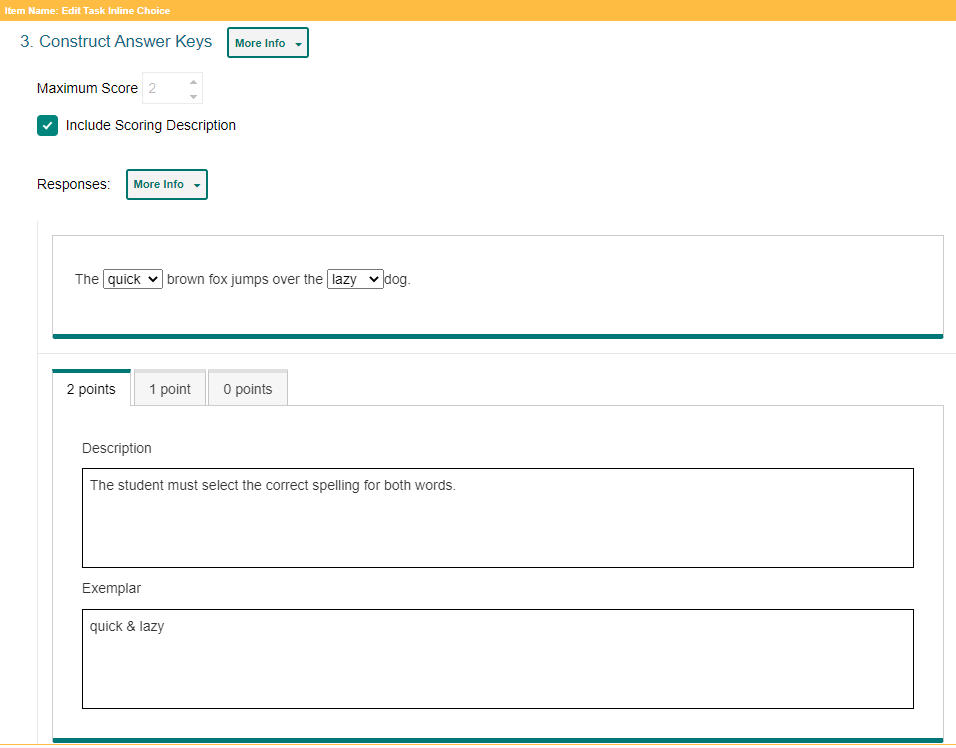 Item Name: Edit Task Inline Choice
3. Construct Answer Keys More Info
Maximum Score 2
Include Scoring Description
Responses: More Info
The quick brown fox jumps over the lazy dog.
2 points 1 point 0 points
Description
The student must select the correct spelling for both words.
Exemplar
quick & lazy